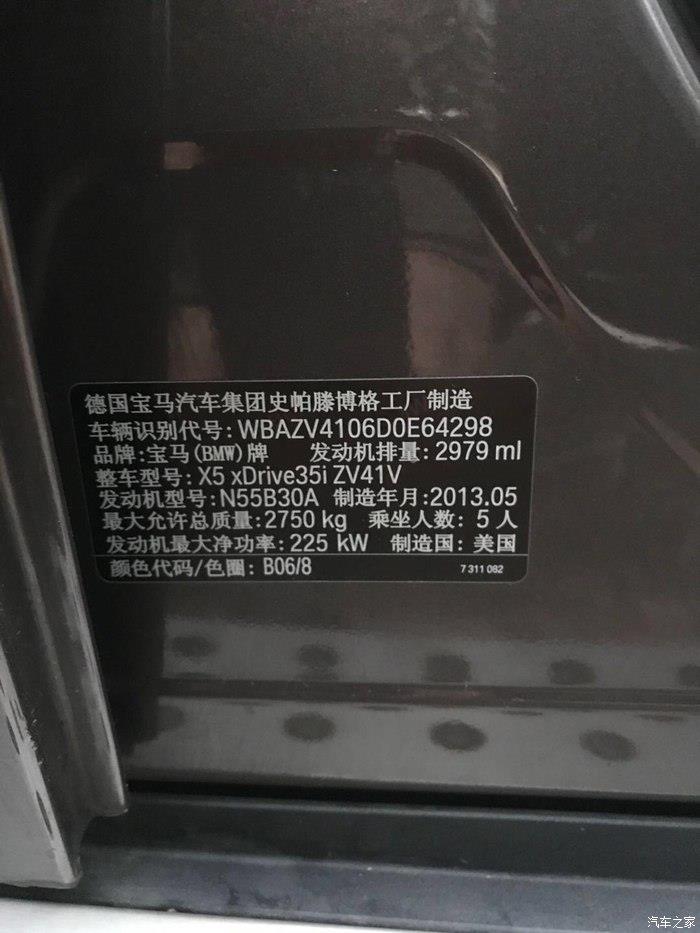 德国宝马汽车集团史帕滕博格工厂制造
车辆识别代号: WBAZV4106D0E64298
品牌: 宝马(BMW)牌 发动机排量: 2979 ml
整车型号: X5 xDrive35i ZV41V
发动机型号: N55B30A 制造年月: 2013.05
最大允许总质量: 2750 kg 乘坐人数: 5 人
发动机最大净功率: 225 kW 制造国: 美国
颜色代码/色圈: B06/8 7 311 082
汽车之家